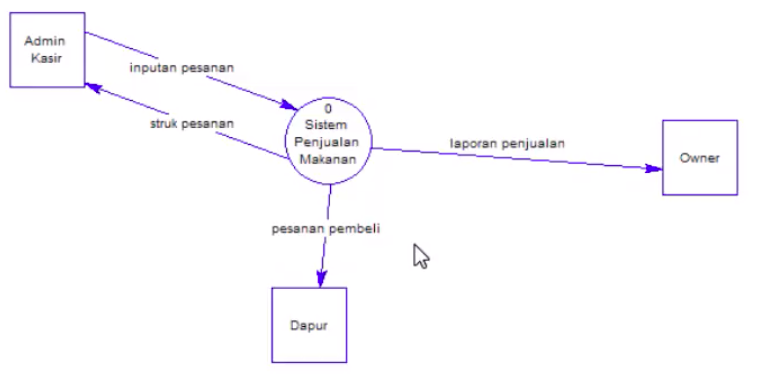 Admin
Kasir
inputan pesanan
struk pesanan
0
Sistem
Penjualan
Makanan
laporan penjualan
Owner
pesanan pembeli
Dapur